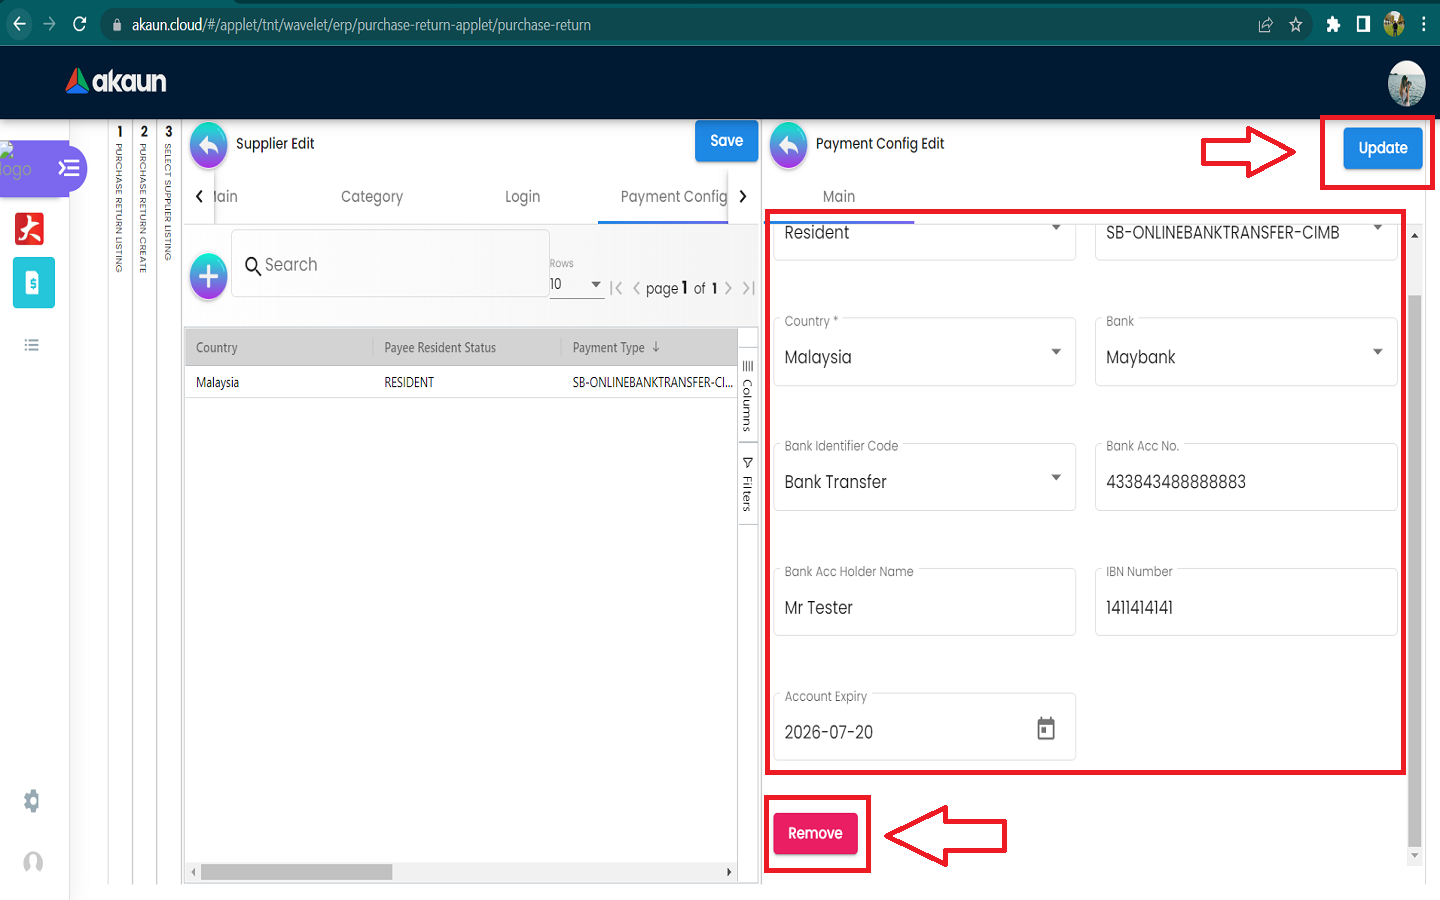 akaun.cloud/#/applet/tnt/wavelet/erp/purchase-return-applet/purchase-return
akaun
logo
1 PURCHASE RETURN LISTING
2 PURCHASE RETURN CREATE
3 SELECT SUPPLIER LISTING
Supplier Edit
Save
Main
Category
Login
Payment Config
Search
Rows
10
page 1 of 1
Country
Payee Resident Status
Payment Type
Malaysia
RESIDENT
SB-ONLINEBANKTRANSFER-CI...
Columns
Filters
Payment Config Edit
Update
Main
Resident
SB-ONLINEBANKTRANSFER-CIMB
Country *
Malaysia
Bank
Maybank
Bank Identifier Code
Bank Transfer
Bank Acc No.
433843488888883
Bank Acc Holder Name
Mr Tester
IBN Number
1411414141
Account Expiry
2026-07-20
Remove